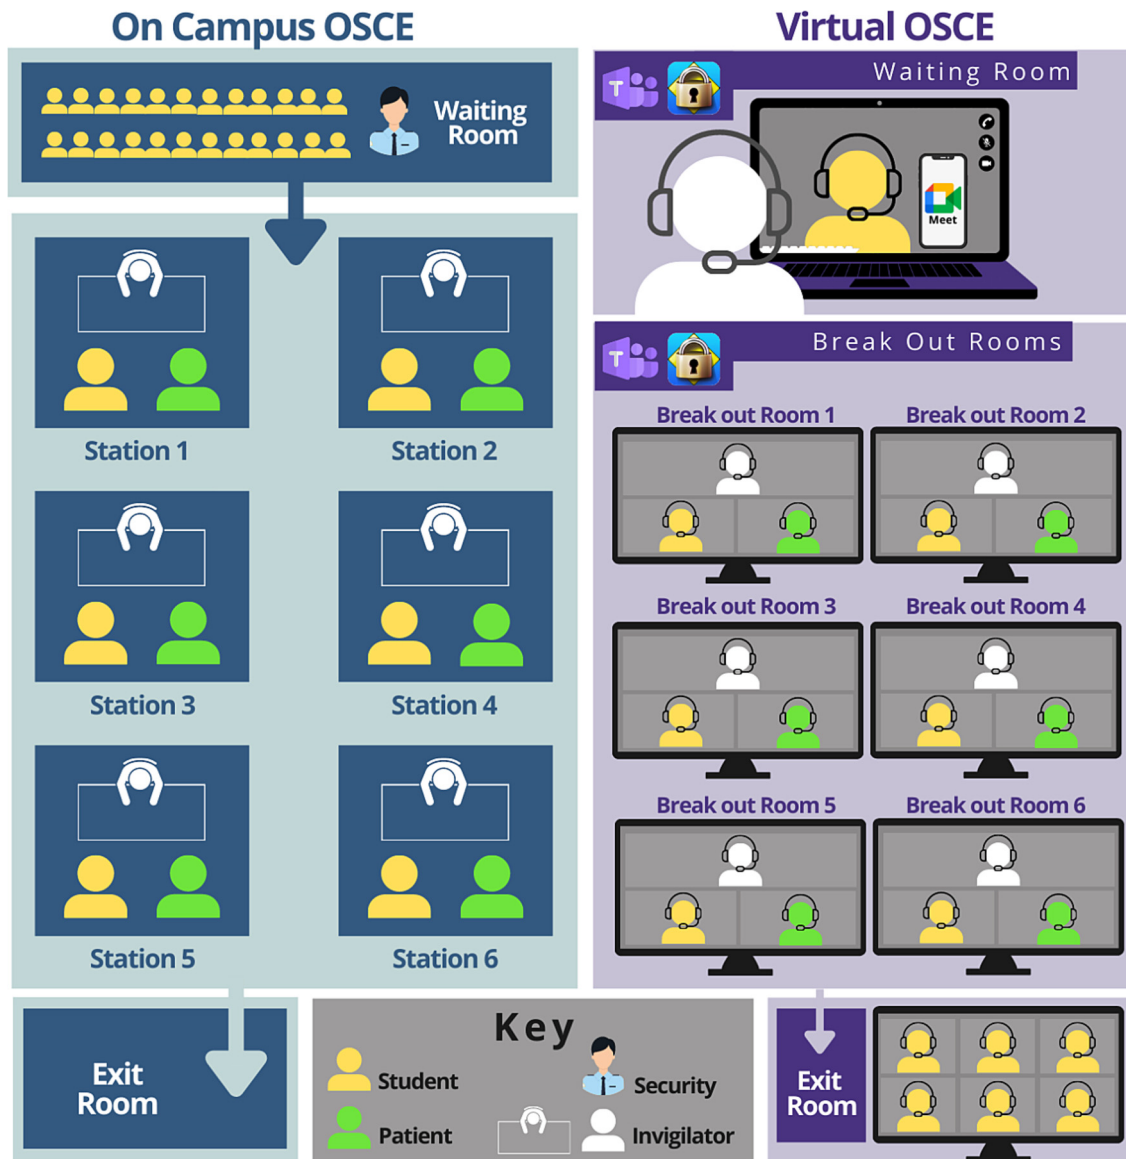 On Campus OSCE
Waiting
Room
Station 1
Station 2
Station 3
Station 4
Station 5
Station 6
Exit
Room
Virtual OSCE
T
Waiting Room
Meet
T
Break Out Rooms
Break out Room 1
Break out Room 2
Break out Room 3
Break out Room 4
Break out Room 5
Break out Room 6
Exit
Room
Key
Student
Security
Patient
Invigilator